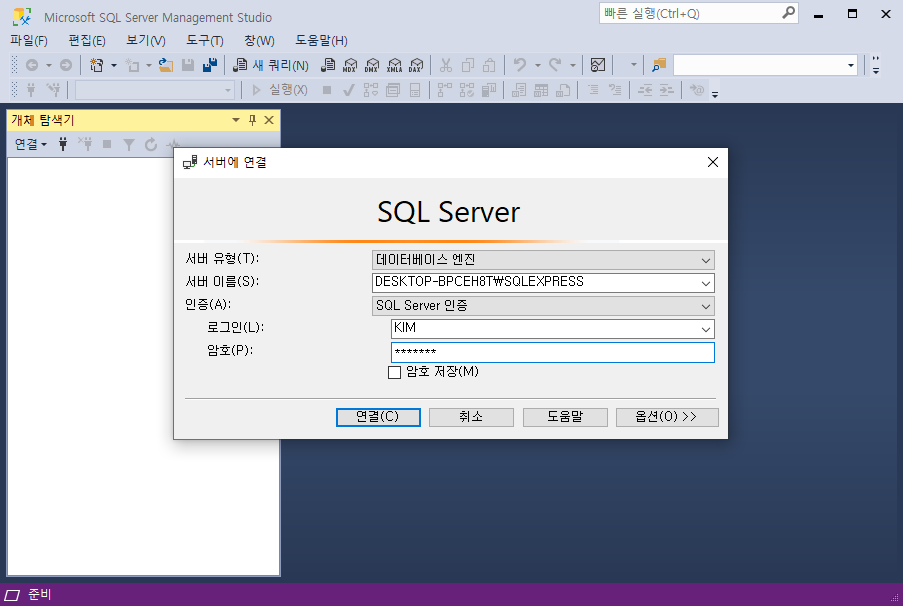 Microsoft SQL Server Management Studio
빠른 실행(Ctrl+Q)
파일(F) 편집(E) 보기(V) 도구(T) 창(W) 도움말(H)
새 쿼리(N) MDX DMX XMLA DAX
실행(X)
개체 탐색기
연결
서버에 연결
SQL Server
서버 유형(T): 데이터베이스 엔진
서버 이름(S): DESKTOP-BPCEH8T₩SQLEXPRESS
인증(A): SQL Server 인증
로그인(L): KIM
암호(P): *******
암호 저장(M)
연결(C) 취소 도움말 옵션(O) >>
준비